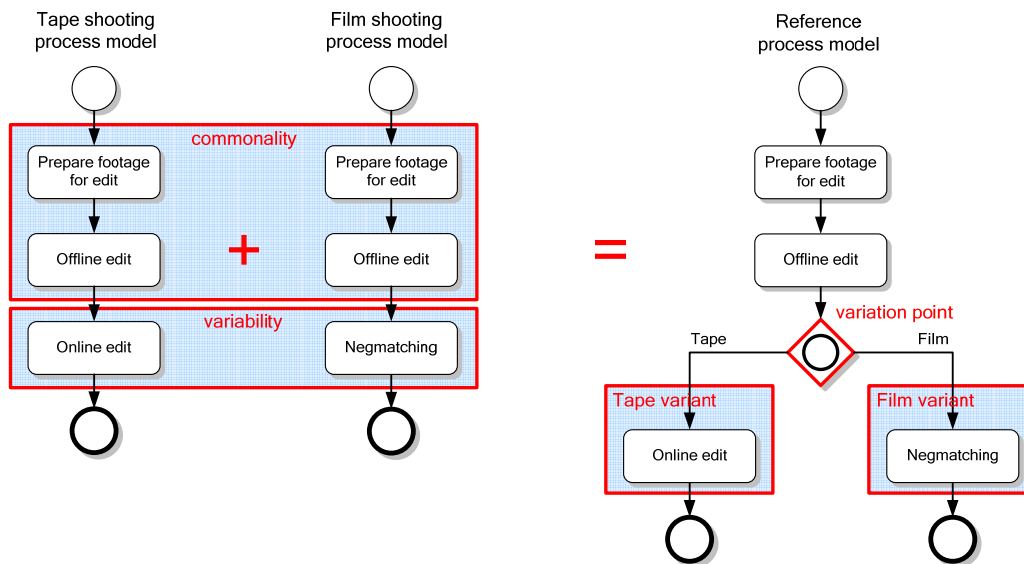 Tape shooting
process model
Film shooting
process model
Reference
process model
commonality
Prepare footage
for edit
Prepare footage
for edit
Prepare footage
for edit
+
=
Offline edit
Offline edit
Offline edit
variability
variation point
Online edit
Negmatching
Tape
Film
Tape variant
Film variant
Online edit
Negmatching